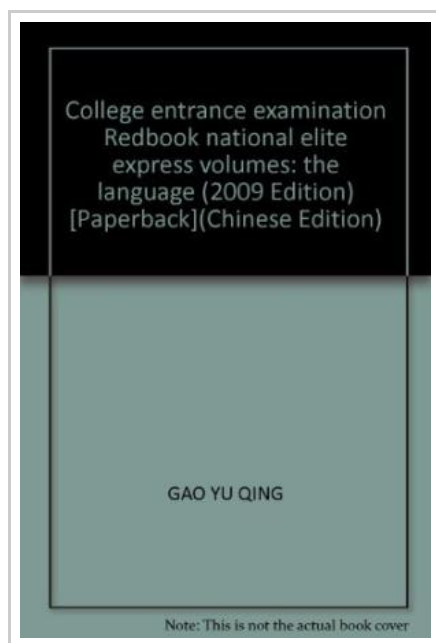 College entrance examination
Redbook national elite
express volumes: the
language (2009 Edition)
[Paperback](Chinese Edition)
GAO YU QING
Note: This is not the actual book cover